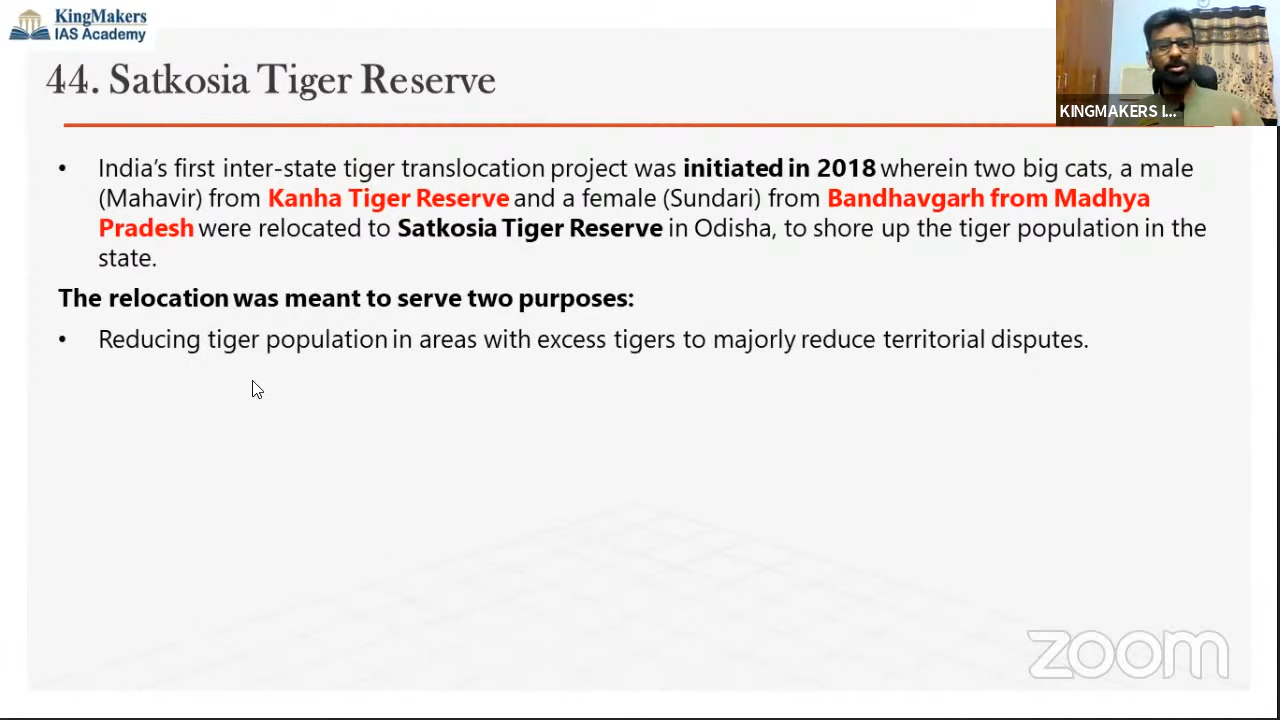 KingMakers
IAS Academy
44. Satkosia Tiger Reserve
KINGMAKERS I...
• India's first inter-state tiger translocation project was initiated in 2018 wherein two big cats, a male
(Mahavir) from Kanha Tiger Reserve and a female (Sundari) from Bandhavgarh from Madhya
Pradesh were relocated to Satkosia Tiger Reserve in Odisha, to shore up the tiger population in the
state.
The relocation was meant to serve two purposes:
• Reducing tiger population in areas with excess tigers to majorly reduce territorial disputes.
zoom